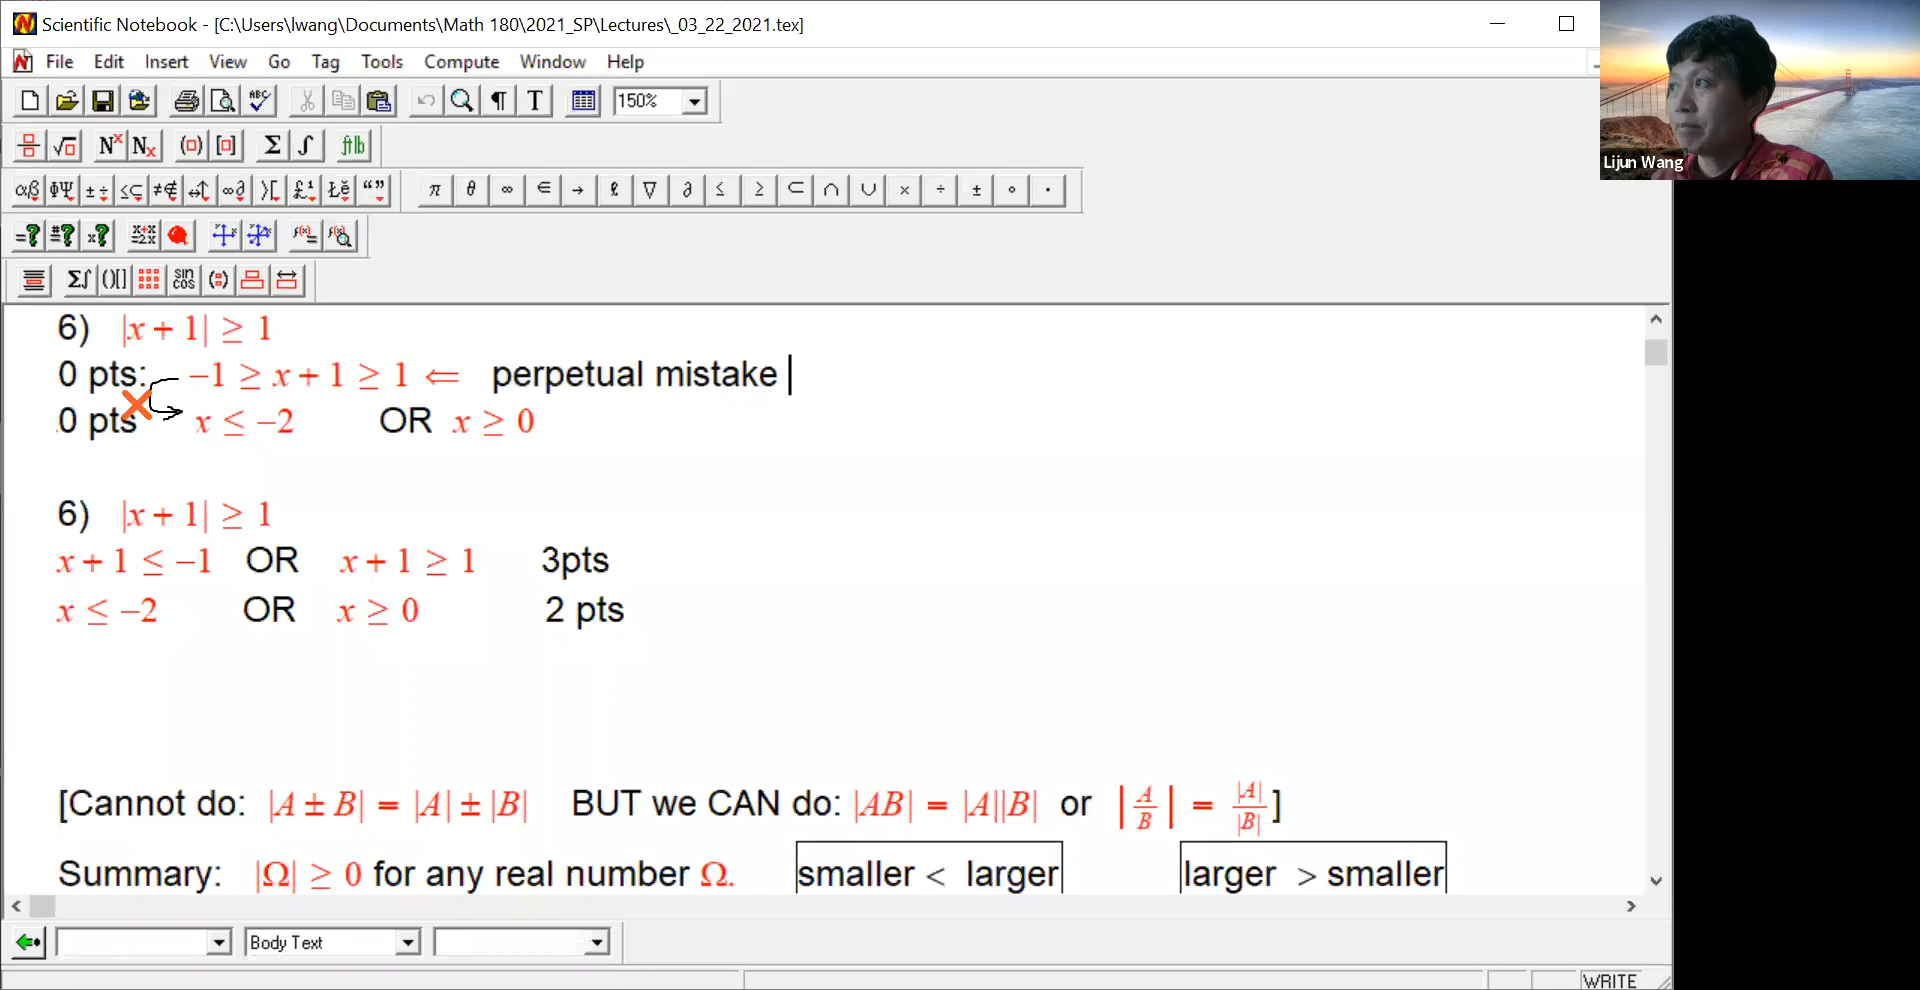 Scientific Notebook - [C:\Users\lwang\Documents\Math 180\2021_SP\Lectures\_03_22_2021.tex]
File Edit Insert View Go Tag Tools Compute Window Help
150%
Lijun Wang
6) |x + 1| ≥ 1
0 pts: −1 ≥ x + 1 ≥ 1 ⇐ perpetual mistake
0 pts x ≤ −2 OR x ≥ 0
6) |x + 1| ≥ 1
x + 1 ≤ −1 OR x + 1 ≥ 1 3pts
x ≤ −2 OR x ≥ 0 2 pts
[Cannot do: |A ± B| = |A| ± |B| BUT we CAN do: |AB| = |A||B| or |A/B| = |A|/|B| ]
Summary: |Ω| ≥ 0 for any real number Ω. smaller < larger larger > smaller
Body Text
WRITE